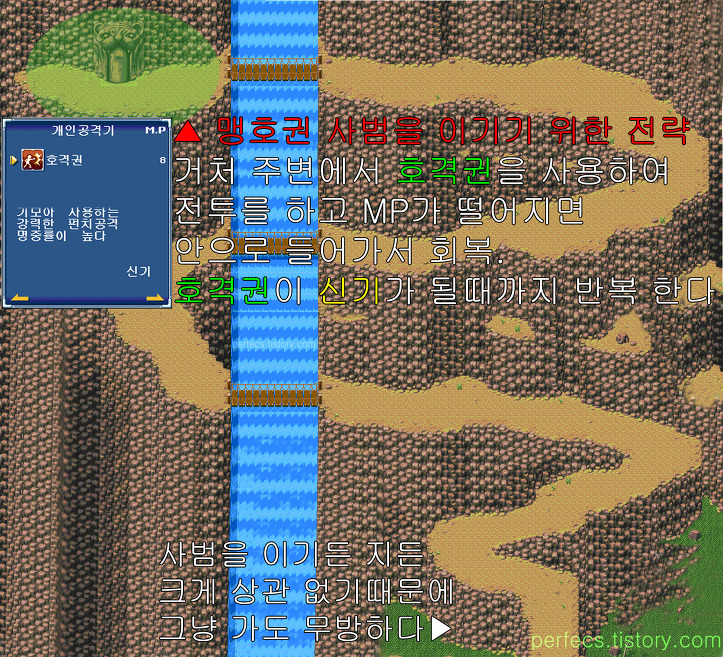 개인공격기 M.P
호격권 8
기모아 사용하는
강력한 펀치공격
명중률이 높다
신기
▲ 맹호권 사범을 이기기 위한 전략
거처 주변에서 호격권을 사용하여
전투를 하고 MP가 떨어지면
안으로 들어가서 회복.
호격권이 신기가 될때까지 반복 한다
perfecs.tistory.com
사범을 이기든 지든
크게 상관 없기때문에
그냥 가도 무방하다▶
perfecs.tistory.com